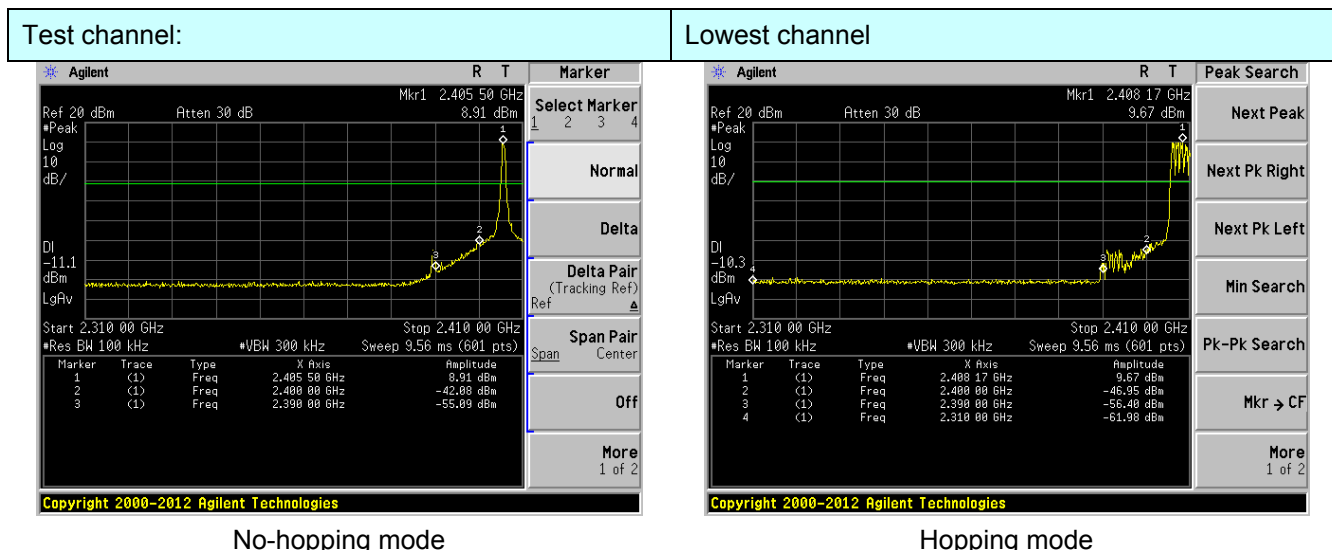 Test channel:
Lowest channel
Agilent R T
Mkr1 2.405 50 GHz
Ref 20 dBm Atten 30 dB 8.91 dBm
#Peak
Log
10
dB/
1
2
3
DI
-11.1
dBm
LgAv
Start 2.310 00 GHz Stop 2.410 00 GHz
#Res BW 100 kHz #VBW 300 kHz Sweep 9.56 ms (601 pts)
Marker Trace Type X Axis Amplitude
1 (1) Freq 2.405 50 GHz 8.91 dBm
2 (1) Freq 2.400 00 GHz -42.08 dBm
3 (1) Freq 2.390 00 GHz -55.09 dBm
Copyright 2000-2012 Agilent Technologies
Marker
Select Marker
1 2 3 4
Normal
Delta
Delta Pair
(Tracking Ref)
Ref Δ
Span Pair
Span Center
Off
More
1 of 2
No-hopping mode
Agilent R T
Mkr1 2.408 17 GHz
Ref 20 dBm Atten 30 dB 9.67 dBm
#Peak
Log
10
dB/
1
2
3
4
DI
-10.3
dBm
LgAv
Start 2.310 00 GHz Stop 2.410 00 GHz
#Res BW 100 kHz #VBW 300 kHz Sweep 9.56 ms (601 pts)
Marker Trace Type X Axis Amplitude
1 (1) Freq 2.408 17 GHz 9.67 dBm
2 (1) Freq 2.400 00 GHz -46.95 dBm
3 (1) Freq 2.390 00 GHz -56.40 dBm
4 (1) Freq 2.310 00 GHz -61.98 dBm
Copyright 2000-2012 Agilent Technologies
Peak Search
Next Peak
Next Pk Right
Next Pk Left
Min Search
Pk-Pk Search
Mkr → CF
More
1 of 2
Hopping mode